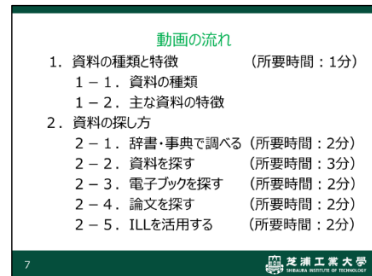 動画の流れ
1. 資料の種類と特徴 (所要時間：1分)
1－1．資料の種類
1－2．主な資料の特徴
2．資料の探し方
2－1．辞書・事典で調べる (所要時間：2分)
2－2．資料を探す (所要時間：3分)
2－3．電子ブックを探す (所要時間：2分)
2－4．論文を探す (所要時間：2分)
2－5．ILLを活用する (所要時間：2分)
7
芝浦工業大学
SHIBAURA INSTITUTE OF TECHNOLOGY